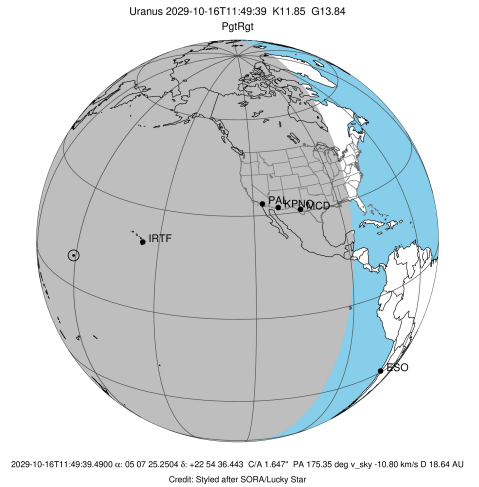 Uranus 2029-10-16T11:49:39 K11.85 G13.84
PgtRgt
PAL
KPNO
MCD
IRTF
ESO
2029-10-16T11:49:39.4900 α: 05 07 25.2504 δ: +22 54 36.443 C/A 1.647" PA 175.35 deg v_sky -10.80 km/s D 18.64 AU
Credit: Styled after SORA/Lucky Star